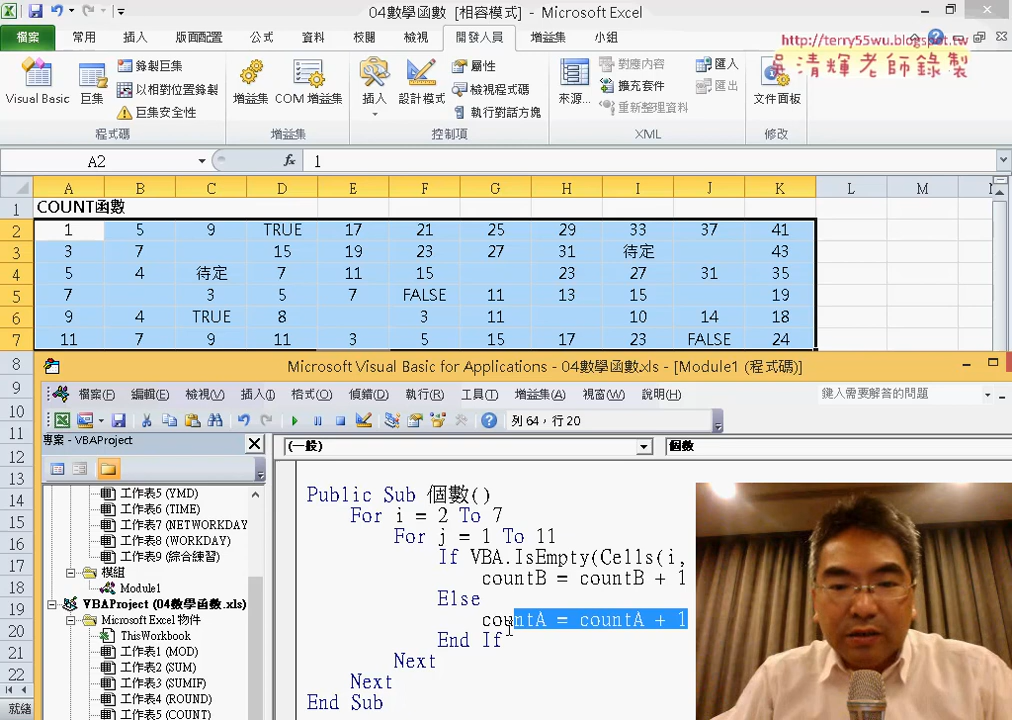 04數學函數 [相容模式] - Microsoft Excel
檔案 常用 插入 版面配置 公式 資料 校閱 檢視 開發人員 增益集 小組
http://terry55wu.blogspot.tw
吳清輝老師錄製
Visual Basic 巨集 錄製巨集 以相對位置錄製 巨集安全性
增益集 COM 增益集
插入 設計模式 屬性 檢視程式碼 執行對話方塊
來源... 對應內容 擴充套件 重新整理資料 匯入 匯出
文件面板
程式碼 增益集 控制項 XML 修改
A2 fx 1
A B C D E F G H I J K L M
1 COUNT函數
2 1 5 9 TRUE 17 21 25 29 33 37 41
3 3 7 15 19 23 27 31 待定 43
4 5 4 待定 7 11 15 23 27 31 35
5 7 3 5 7 FALSE 11 13 15 19
6 9 4 TRUE 8 3 11 10 14 18
7 11 7 9 11 3 5 15 17 23 FALSE 24
8
9
10
11
12
13
14
15
16
17
18
19
20
21
22
就緒
Microsoft Visual Basic for Applications - 04數學函數.xls - [Module1 (程式碼)]
檔案(F) 編輯(E) 檢視(V) 插入(I) 格式(O) 偵錯(D) 執行(R) 工具(T) 增益集(A) 視窗(W) 說明(H) 鍵入需要解答的問題
列 64, 行 20
專案 - VBAProject
(一般) 個數
工作表5 (YMD)
工作表6 (TIME)
工作表7 (NETWORKDAY
工作表8 (WORKDAY)
工作表9 (綜合練習)
模組
Module1
VBAProject (04數學函數.xls)
Microsoft Excel 物件
ThisWorkbook
工作表1 (MOD)
工作表2 (SUM)
工作表3 (SUMIF)
工作表4 (ROUND)
工作表5 (COUNT)
Public Sub 個數()
For i = 2 To 7
For j = 1 To 11
If VBA.IsEmpty(Cells(i,
countB = countB + 1
Else
countA = countA + 1
End If
Next
Next
End Sub